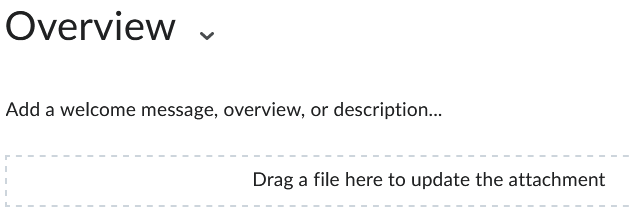 Overview
Add a welcome message, overview, or description...
Drag a file here to update the attachment